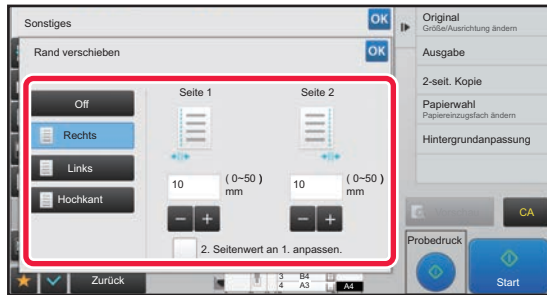 Sonstiges
OK
Rand verschieben
OK
Off
Rechts
Links
Hochkant
Seite 1
Seite 2
10
(0~50)
mm
10
(0~50)
mm
2. Seitenwert an 1. anpassen.
Zurück
3 B4
4 A3
A4
Original
Größe/Ausrichtung ändern
Ausgabe
2-seit. Kopie
Papierwahl
Papiereinzugsfach ändern
Hintergrundanpassung
CA
Probedruck
Start